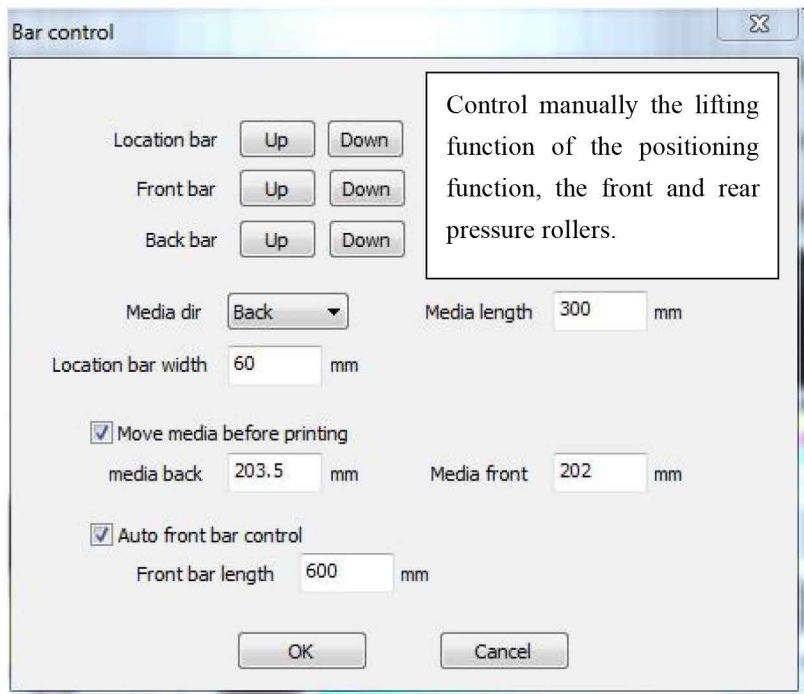 Bar control
Control manually the lifting
function of the positioning
function, the front and rear
pressure rollers.
Location bar Up Down
Front bar Up Down
Back bar Up Down
Media dir Back Media length 300 mm
Location bar width 60 mm
Move media before printing
media back 203.5 mm Media front 202 mm
Auto front bar control
Front bar length 600 mm
OK Cancel